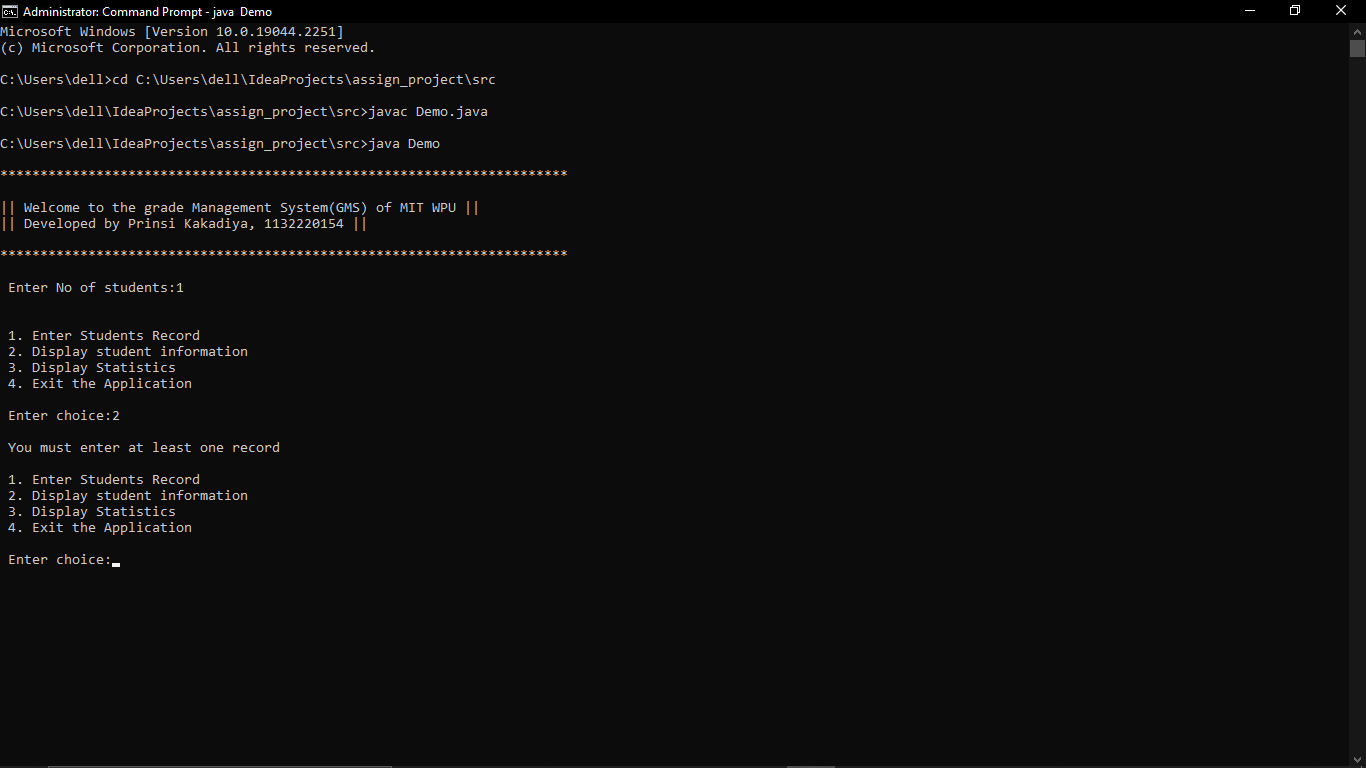 Administrator: Command Prompt - java  Demo
Microsoft Windows [Version 10.0.19044.2251]
(c) Microsoft Corporation. All rights reserved.
C:\Users\dell>cd C:\Users\dell\IdeaProjects\assign_project\src
C:\Users\dell\IdeaProjects\assign_project\src>javac Demo.java
C:\Users\dell\IdeaProjects\assign_project\src>java Demo
***********************************************************************
|| Welcome to the grade Management System(GMS) of MIT WPU ||
|| Developed by Prinsi Kakadiya, 1132220154 ||
***********************************************************************
Enter No of students:1
1. Enter Students Record
2. Display student information
3. Display Statistics
4. Exit the Application
Enter choice:2
You must enter at least one record
1. Enter Students Record
2. Display student information
3. Display Statistics
4. Exit the Application
Enter choice: